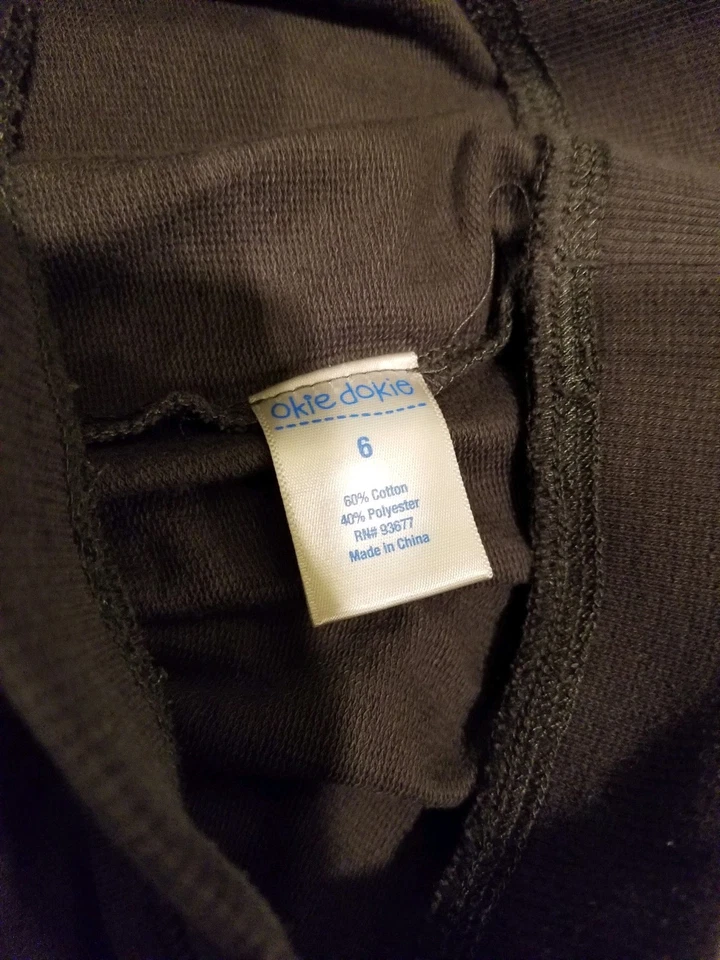 okie dokie
6
60% Cotton
40% Polyester
RN# 93677
Made in China